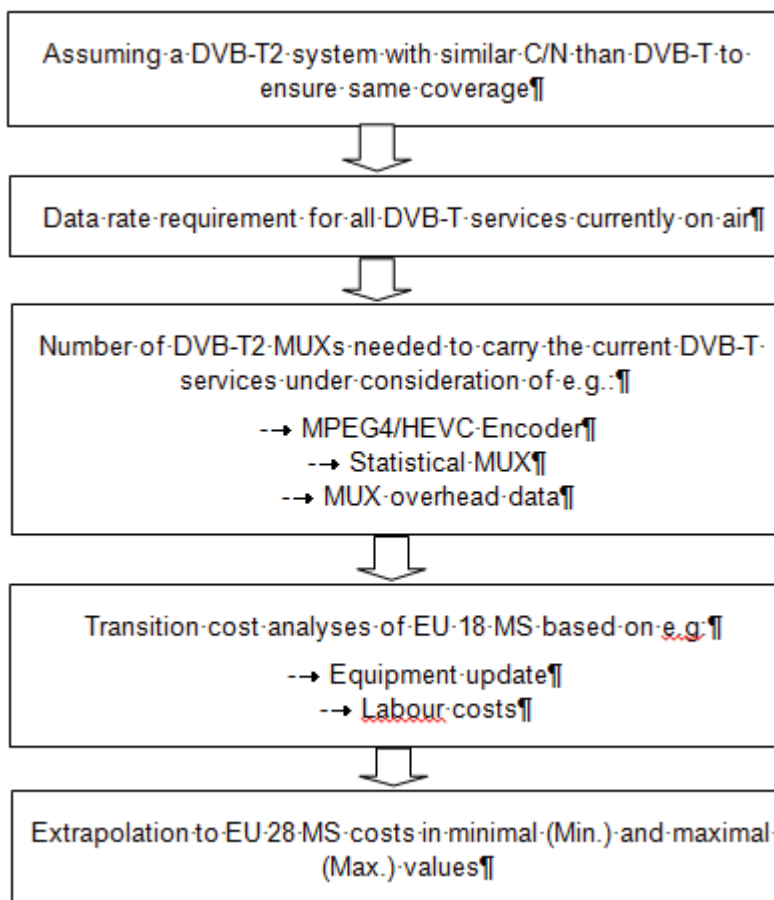 Assuming·a·DVB-T2·system·with·similar·C/N·than·DVB-T·to·
ensure·same·coverage¶
Data·rate·requirement·for·all·DVB-T·services·currently·on·air¶
Number·of·DVB-T2·MUXs·needed·to·carry·the·current·DVB-T·
services·under·consideration·of·e.g.:¶
-→·MPEG4/HEVC·Encoder¶
-→·Statistical·MUX¶
-→·MUX·overhead·data¶
Transition·cost·analyses·of·EU·18·MS·based·on·e.g:¶
-→·Equipment·update¶
-→·Labour·costs¶
Extrapolation·to·EU·28·MS·costs·in·minimal·(Min.)·and·maximal·
(Max.)·values¶